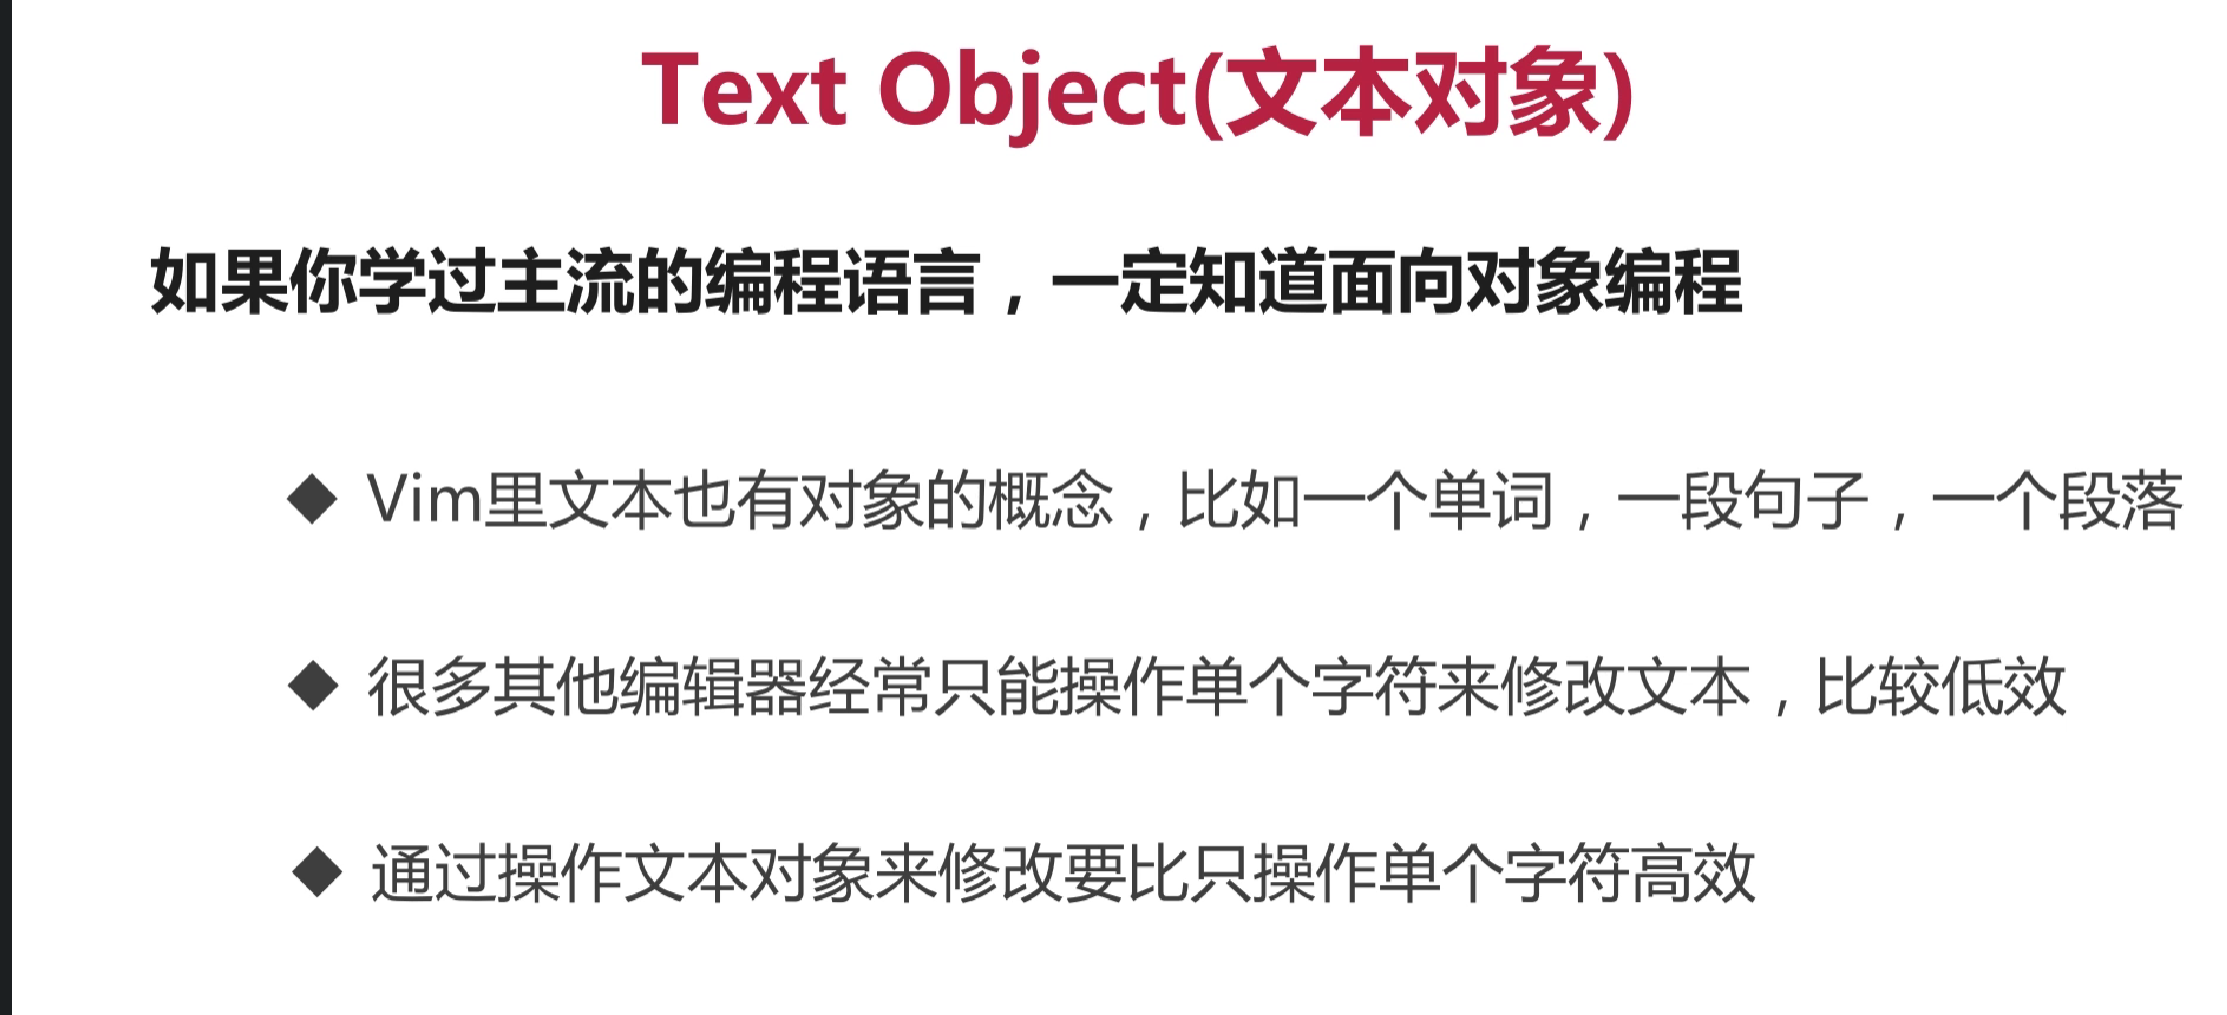 Text Object(文本对象)
如果你学过主流的编程语言，一定知道面向对象编程
◆ Vim里文本也有对象的概念，比如一个单词，一段句子，一个段落
◆ 很多其他编辑器经常只能操作单个字符来修改文本，比较低效
◆ 通过操作文本对象来修改要比只操作单个字符高效